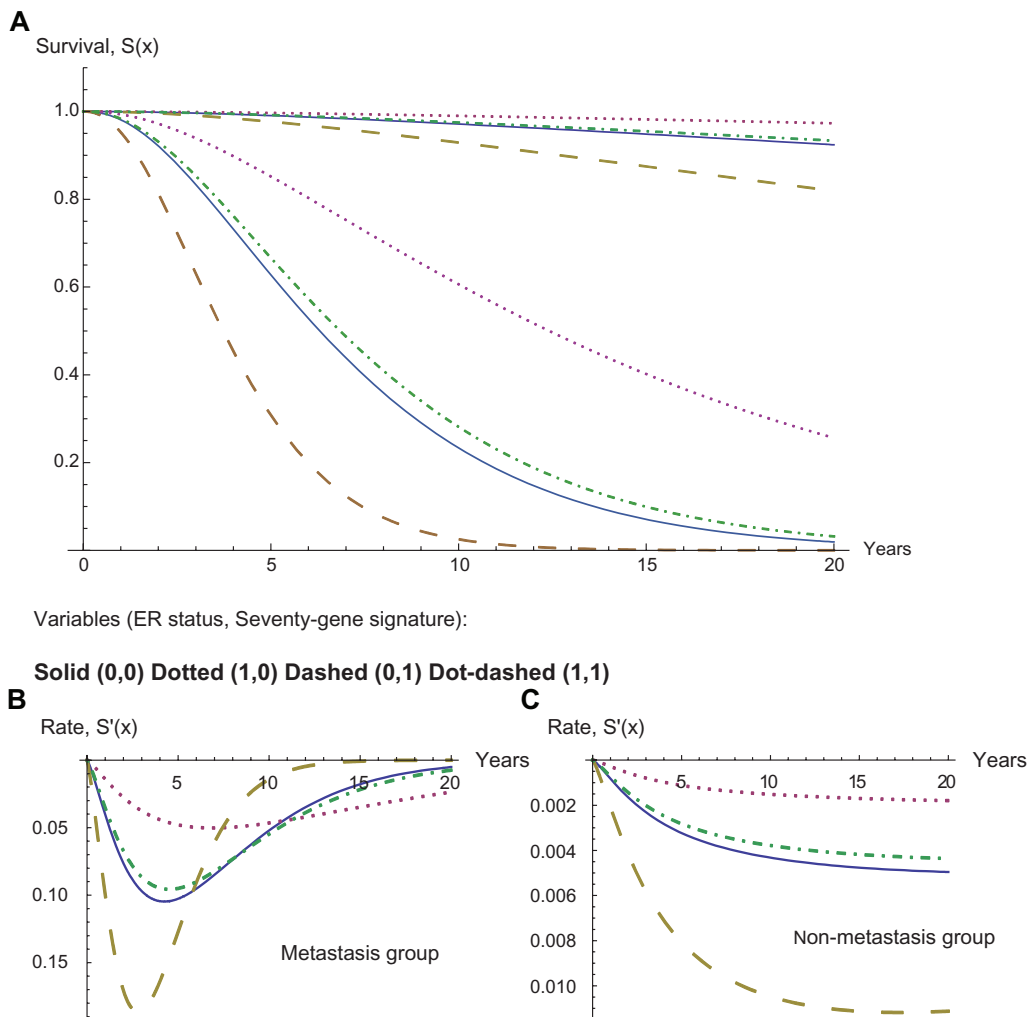 A
Survival, S(x)
1.0
0.8
0.6
0.4
0.2
0 5 10 15 20 Years
Variables (ER status, Seventy-gene signature):
Solid (0,0) Dotted (1,0) Dashed (0,1) Dot-dashed (1,1)
B
Rate, S'(x)
5 10 15 20 Years
0.05
0.10
0.15
Metastasis group
C
Rate, S'(x)
5 10 15 20 Years
0.002
0.004
0.006
0.008
0.010
Non-metastasis group